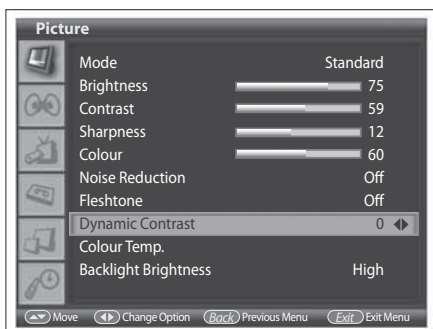 Picture
Mode Standard
Brightness 75
Contrast 59
Sharpness 12
Colour 60
Noise Reduction Off
Fleshtone Off
Dynamic Contrast 0
Colour Temp.
Backlight Brightness High
Move Change Option Back Previous Menu Exit Exit Menu